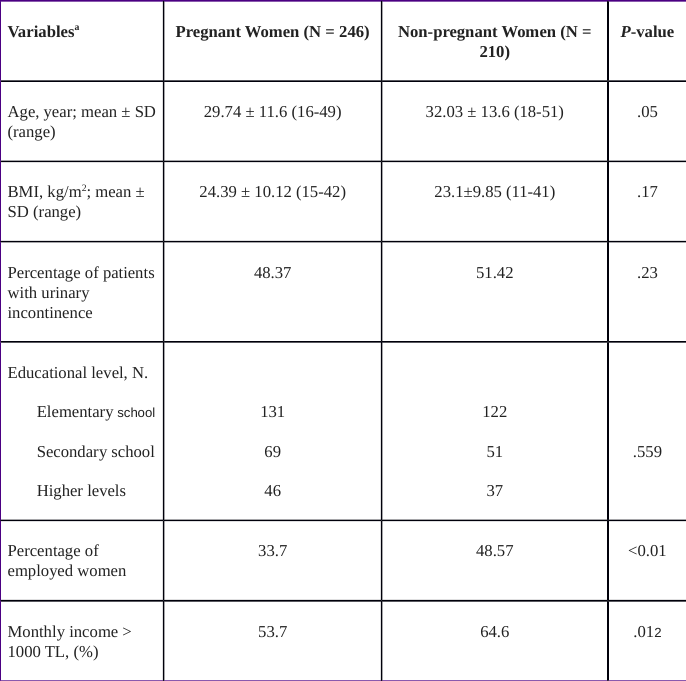 Variablesª Pregnant Women (N = 246) Non-pregnant Women (N = 210) P-value
Age, year; mean ± SD (range) 29.74 ± 11.6 (16-49) 32.03 ± 13.6 (18-51) .05
BMI, kg/m²; mean ± SD (range) 24.39 ± 10.12 (15-42) 23.1±9.85 (11-41) .17
Percentage of patients with urinary incontinence 48.37 51.42 .23
Educational level, N.
Elementary school 131 122
Secondary school 69 51 .559
Higher levels 46 37
Percentage of employed women 33.7 48.57 <0.01
Monthly income > 1000 TL, (%) 53.7 64.6 .012